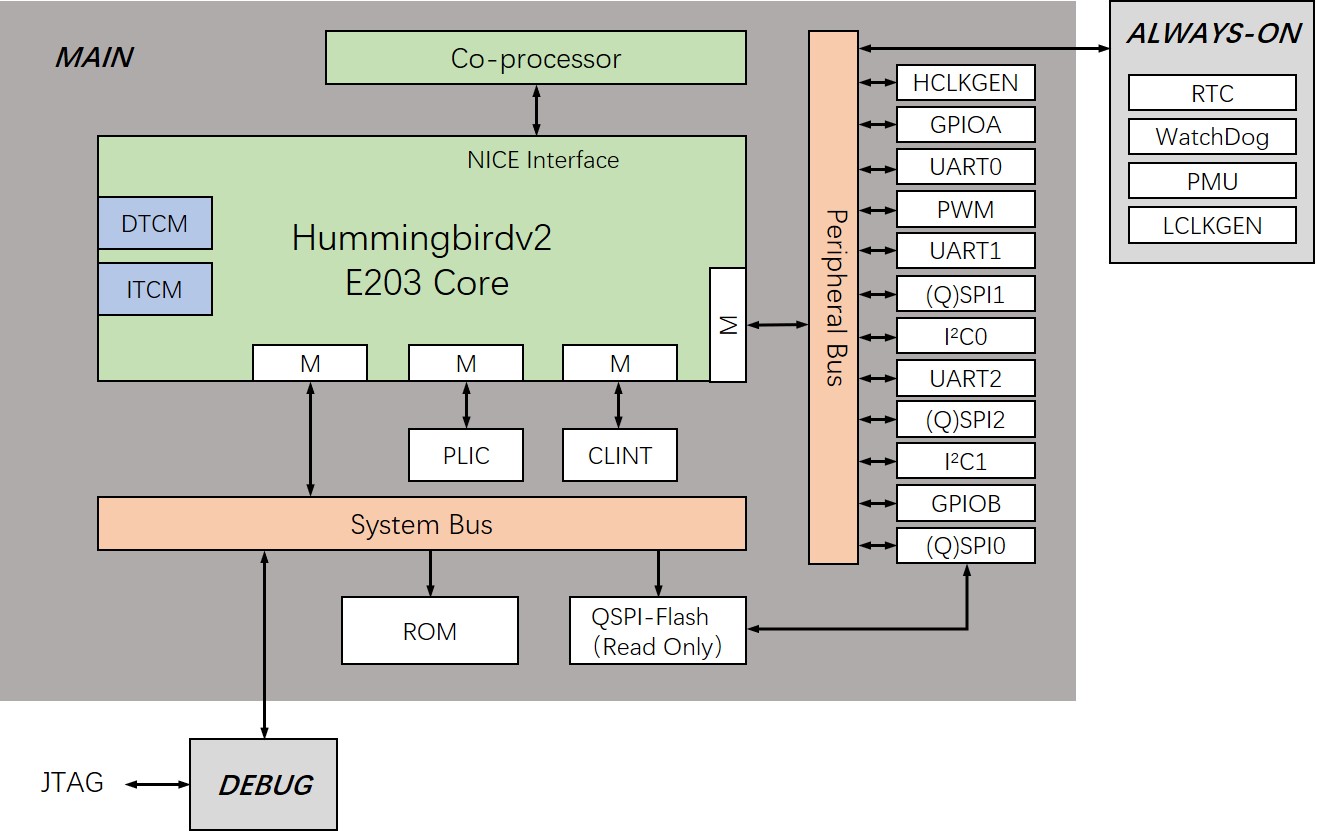 MAIN
Co-processor
NICE Interface
DTCM
ITCM
Hummingbirdv2
E203 Core
M
M
M
M
PLIC
CLINT
System Bus
ROM
QSPI-Flash
（Read Only）
JTAG
DEBUG
Peripheral Bus
HCLKGEN
GPIOA
UART0
PWM
UART1
(Q)SPI1
I²C0
UART2
(Q)SPI2
I²C1
GPIOB
(Q)SPI0
ALWAYS-ON
RTC
WatchDog
PMU
LCLKGEN